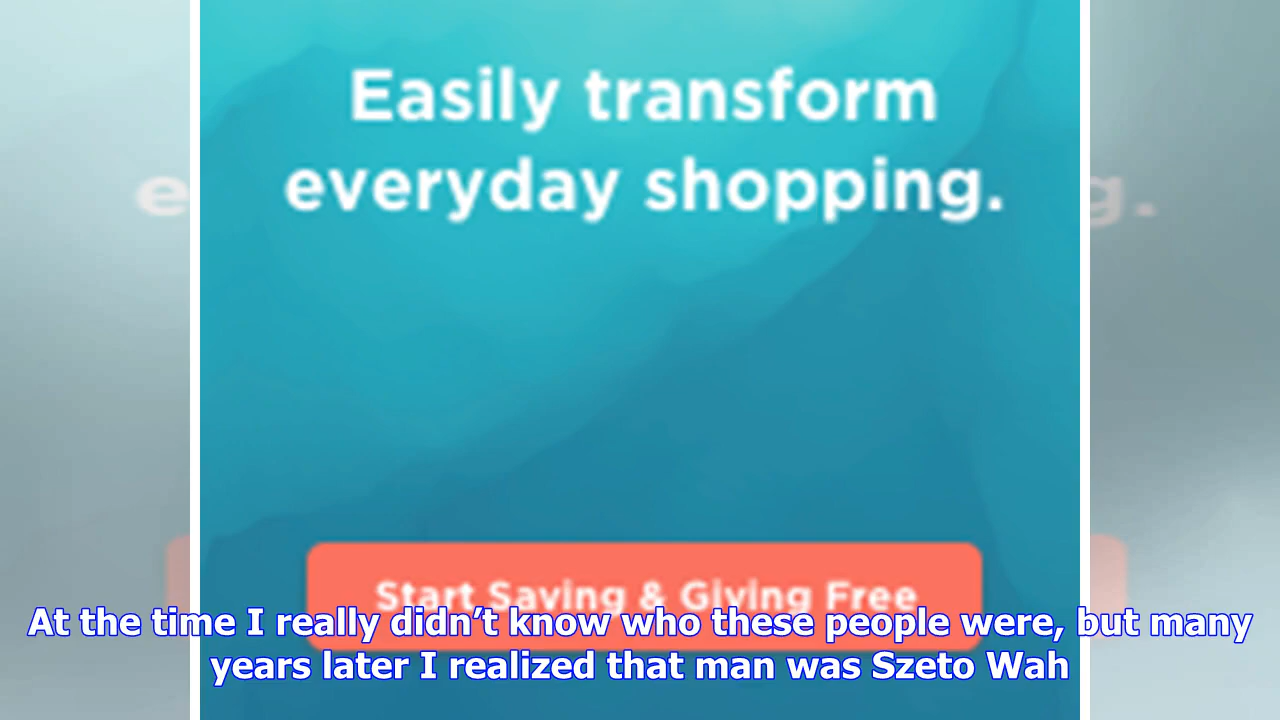 Easily transform
everyday shopping.
Start Saving & Giving Free
At the time I really didn’t know who these people were, but many
years later I realized that man was Szeto Wah